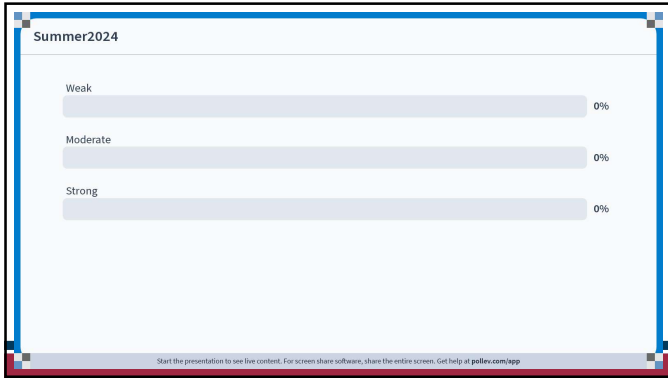 Summer2024
Weak
0%
Moderate
0%
Strong
0%
Start the presentation to see live content. For screen share software, share the entire screen. Get help at pollev.com/app